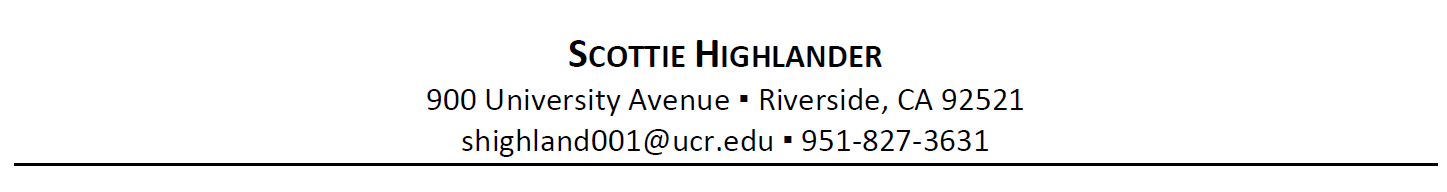 SCOTTIE HIGHLANDER
900 University Avenue ▪ Riverside, CA 92521
shighland001@ucr.edu ▪ 951-827-3631